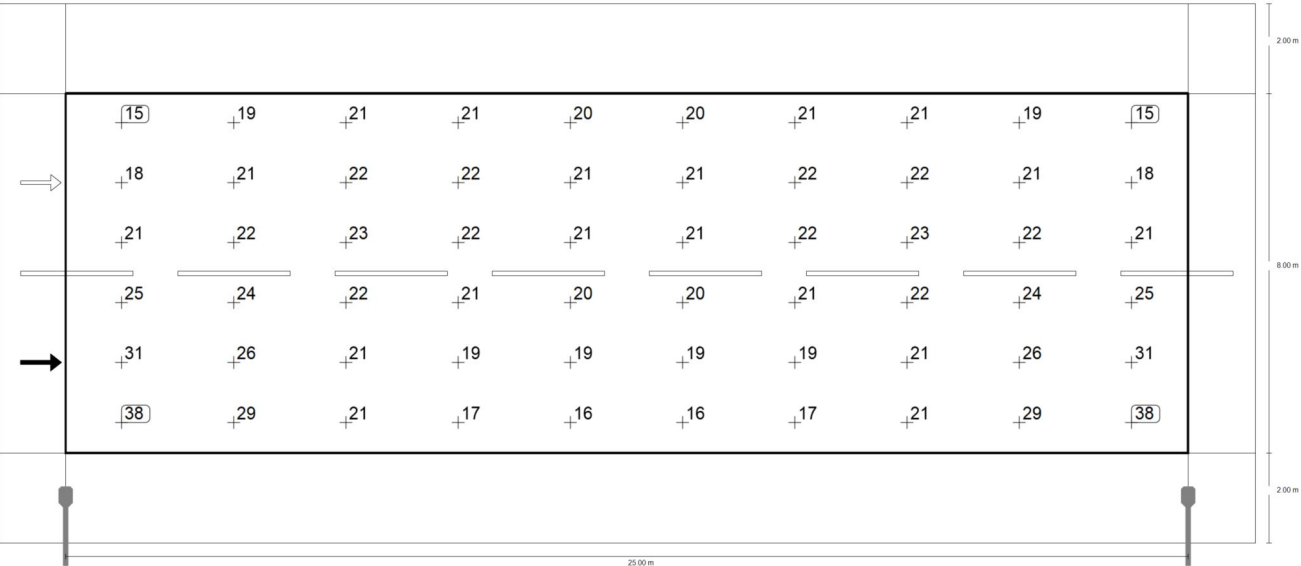 2.00 m
15 19 21 21 20 20 21 21 19 15
18 21 22 22 21 21 22 22 21 18
21 22 23 22 21 21 22 23 22 21
8.00 m
25 24 22 21 20 20 21 22 24 25
31 26 21 19 19 19 19 21 26 31
38 29 21 17 16 16 17 21 29 38
2.00 m
25.00 m